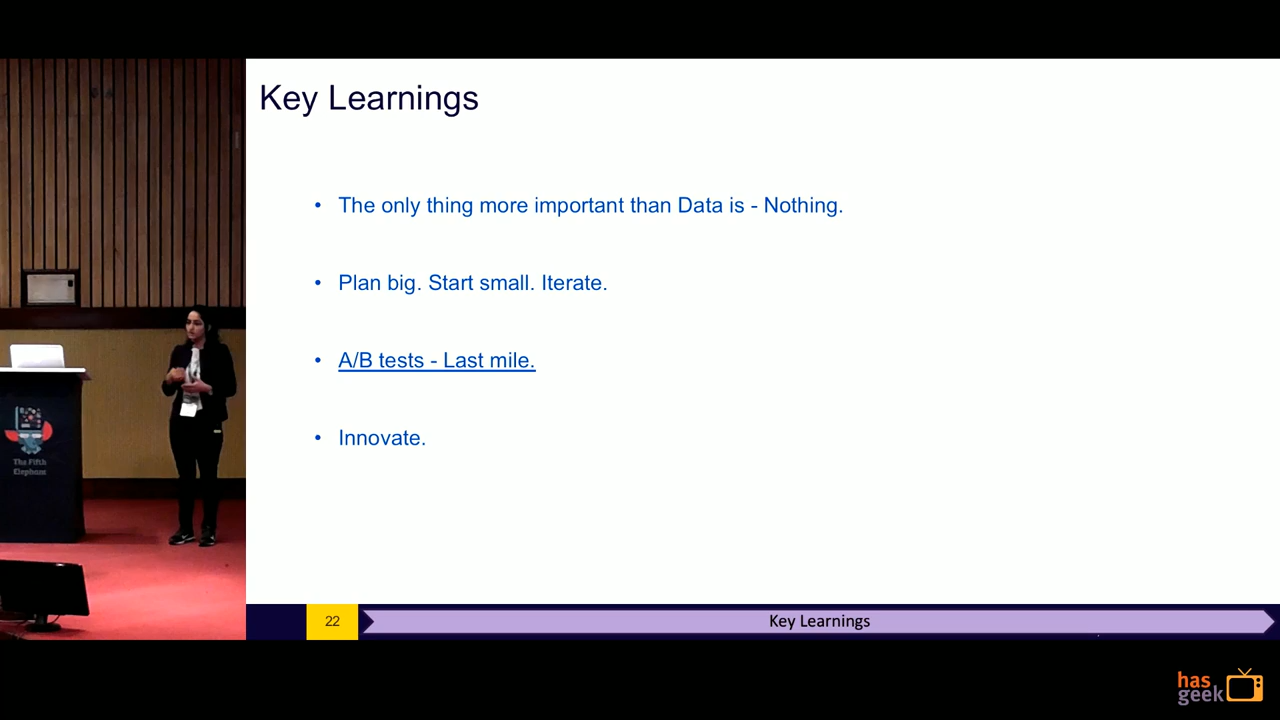 Key Learnings
• The only thing more important than Data is - Nothing.
• Plan big. Start small. Iterate.
• A/B tests - Last mile.
• Innovate.
The Fifth
Elephant
22
Key Learnings
has
geek